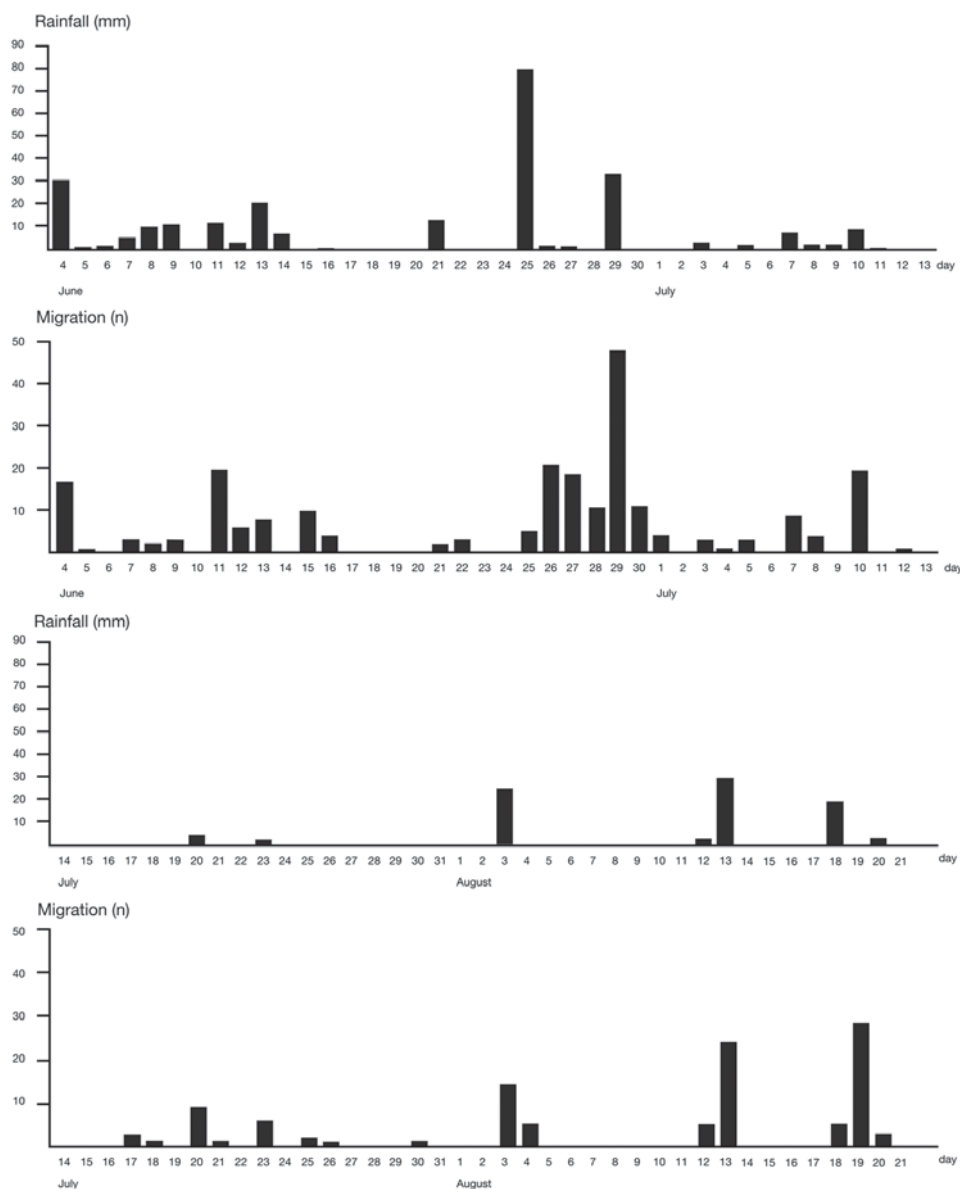 Rainfall (mm)
90
80
70
60
50
40
30
20
10
4 5 6 7 8 9 10 11 12 13 14 15 16 17 18 19 20 21 22 23 24 25 26 27 28 29 30 1 2 3 4 5 6 7 8 9 10 11 12 13 day
June July
Migration (n)
50
40
30
20
10
4 5 6 7 8 9 10 11 12 13 14 15 16 17 18 19 20 21 22 23 24 25 26 27 28 29 30 1 2 3 4 5 6 7 8 9 10 11 12 13 day
June July
Rainfall (mm)
90
80
70
60
50
40
30
20
10
14 15 16 17 18 19 20 21 22 23 24 25 26 27 28 29 30 31 1 2 3 4 5 6 7 8 9 10 11 12 13 14 15 16 17 18 19 20 21 day
July August
Migration (n)
50
40
30
20
10
14 15 16 17 18 19 20 21 22 23 24 25 26 27 28 29 30 31 1 2 3 4 5 6 7 8 9 10 11 12 13 14 15 16 17 18 19 20 21 day
July August